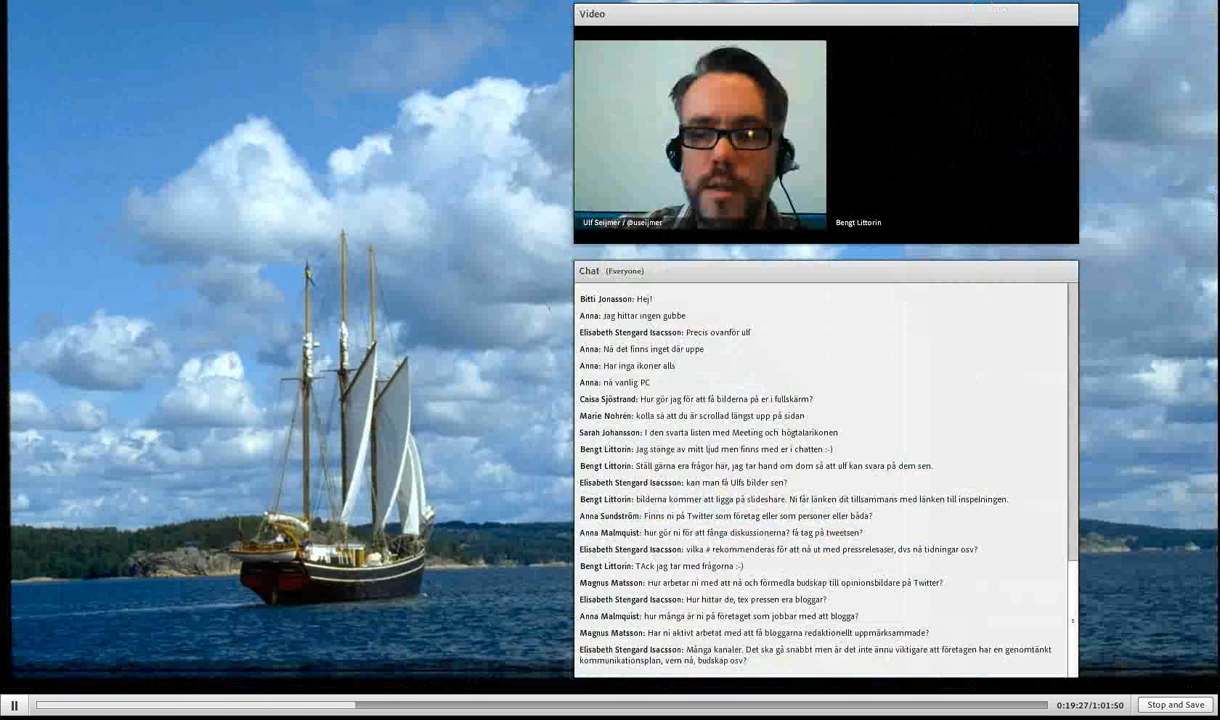 Video
Ulf Seijmer / @useijmer
Bengt Littorin
Chat (Everyone)
Bitti Jonasson: Hej!
Anna: Jag hittar ingen gubbe
Elisabeth Stengard Isacsson: Precis ovanför ulf
Anna: Nä det finns inget där uppe
Anna: Har inga ikoner alls
Anna: nä vanlig PC
Caisa Sjöstrand: Hur gör jag för att få bilderna på er i fullskärm?
Marie Nohrén: kolla så att du är scrollad längst upp på sidan
Sarah Johansson: I den svarta listen med Meeting och högtalarikonen
Bengt Littorin: Jag stänge av mitt ljud men finns med er i chatten :-)
Bengt Littorin: Ställ gärna era frågor här, jag tar hand om dom så att ulf kan svara på dem sen.
Elisabeth Stengard Isacsson: kan man få Ulfs bilder sen?
Bengt Littorin: bilderna kommer att ligga på slideshare. Ni får länken dit tillsammans med länken till inspelningen.
Anna Sundström: Finns ni på Twitter som företag eller som personer eller båda?
Anna Malmquist: hur gör ni för att fånga diskussionerna? få tag på tweetsen?
Elisabeth Stengard Isacsson: vilka # rekommenderas för att nå ut med pressrelesaser, dvs nå tidningar osv?
Bengt Littorin: TAck jag tar med frågorna :-)
Magnus Matsson: Hur arbetar ni med att nå och förmedla budskap till opinionsbildare på Twitter?
Elisabeth Stengard Isacsson: Hur hittar de, tex pressen era bloggar?
Anna Malmquist: hur många är ni på företaget som jobbar med att blogga?
Magnus Matsson: Har ni aktivt arbetat med att få bloggarna redaktionellt uppmärksammade?
Elisabeth Stengard Isacsson: Många kanaler. Det ska gå snabbt men är det inte ännu viktigare att företagen har en genomtänkt
kommunikationsplan, vem nå, budskap osv?
0:19:27/1:01:50
Stop and Save